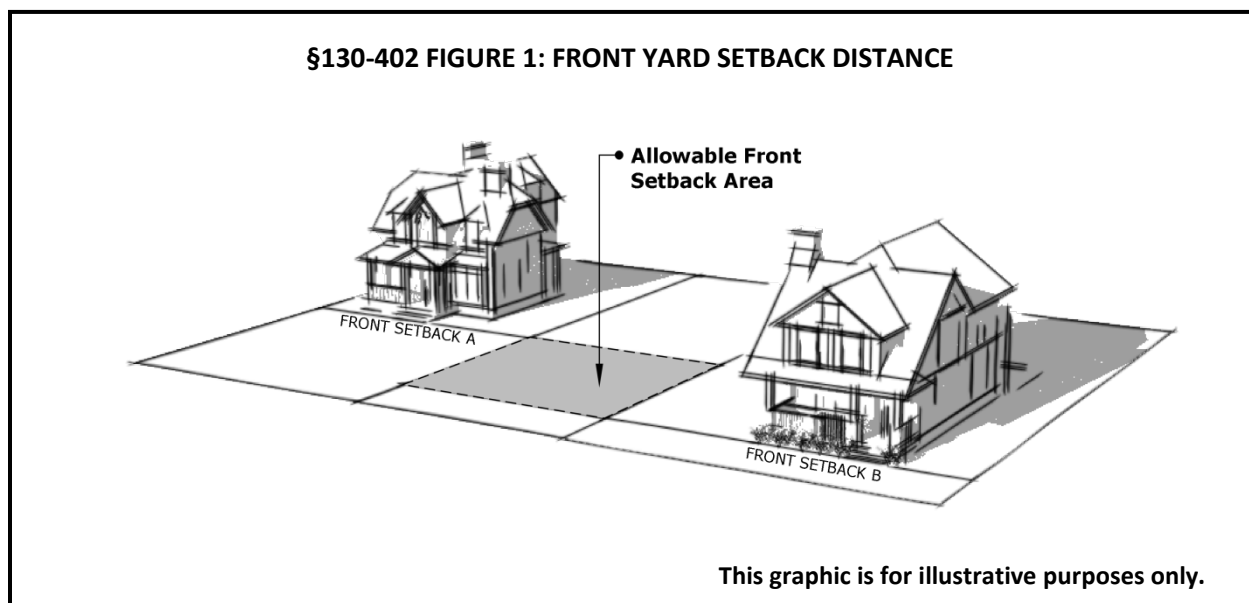 §130-402 FIGURE 1: FRONT YARD SETBACK DISTANCE
Allowable Front
Setback Area
FRONT SETBACK A
FRONT SETBACK B
This graphic is for illustrative purposes only.